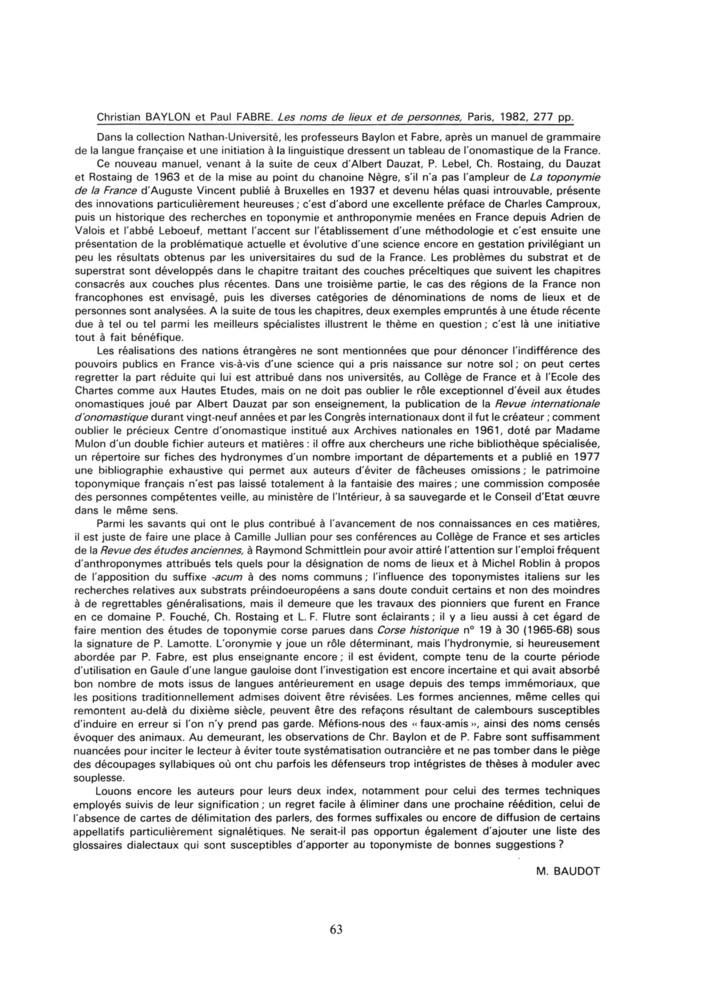 Christian BAYLON et Paul FABRE. Les noms de lieux et de personnes, Paris, 1982, 277 pp.
Dans la collection Nathan-Université, les professeurs Baylon et Fabre, après un manuel de grammaire
de la langue française et une initiation à la linguistique dressent un tableau de l'onomastique de la France.
Ce nouveau manuel, venant à la suite de ceux d'Albert Dauzat, P. Lebel, Ch. Rostaing, du Dauzat
et Rostaing de 1963 et de la mise au point du chanoine Nègre, s'il n'a pas l'ampleur de La toponymie
de la France d'Auguste Vincent publié à Bruxelles en 1937 et devenu hélas quasi introuvable, présente
des innovations particulièrement heureuses ; c'est d'abord une excellente préface de Charles Camproux,
puis un historique des recherches en toponymie et anthroponymie menées en France depuis Adrien de
Valois et l'abbé Leboeuf, mettant l'accent sur l'établissement d'une méthodologie et c'est ensuite une
présentation de la problématique actuelle et évolutive d'une science encore en gestation privilégiant un
peu les résultats obtenus par les universitaires du sud de la France. Les problèmes du substrat et de
superstrat sont développés dans le chapitre traitant des couches préceltiques que suivent les chapitres
consacrés aux couches plus récentes. Dans une troisième partie, le cas des régions de la France non
francophones est envisagé, puis les diverses catégories de dénominations de noms de lieux et de
personnes sont analysées. A la suite de tous les chapitres, deux exemples empruntés à une étude récente
due à tel ou tel parmi les meilleurs spécialistes illustrent le thème en question ; c'est là une initiative
tout à fait bénéfique.
Les réalisations des nations étrangères ne sont mentionnées que pour dénoncer l'indifférence des
pouvoirs publics en France vis-à-vis d'une science qui a pris naissance sur notre sol ; on peut certes
regretter la part réduite qui lui est attribué dans nos universités, au Collège de France et à l'Ecole des
Chartes comme aux Hautes Etudes, mais on ne doit pas oublier le rôle exceptionnel d'éveil aux études
onomastiques joué par Albert Dauzat par son enseignement, la publication de la Revue internationale
d'onomastique durant vingt-neuf années et par les Congrès internationaux dont il fut le créateur ; comment
oublier le précieux Centre d'onomastique institué aux Archives nationales en 1961, doté par Madame
Mulon d'un double fichier auteurs et matières : il offre aux chercheurs une riche bibliothèque spécialisée,
un répertoire sur fiches des hydronymes d'un nombre important de départements et a publié en 1977
une bibliographie exhaustive qui permet aux auteurs d'éviter de fâcheuses omissions ; le patrimoine
toponymique français n'est pas laissé totalement à la fantaisie des maires ; une commission composée
des personnes compétentes veille, au ministère de l'Intérieur, à sa sauvegarde et le Conseil d'Etat œuvre
dans le même sens.
Parmi les savants qui ont le plus contribué à l'avancement de nos connaissances en ces matières,
il est juste de faire place à Camille Jullian pour ses conférences au Collège de France et ses articles
de la Revue des études anciennes, à Raymond Schmittlein pour avoir attiré l'attention sur l'emploi fréquent
d'anthroponymes attribués tels quels pour la désignation de noms de lieux et à Michel Roblin à propos
de l'apposition du suffixe -acum à des noms communs ; l'influence des toponymistes italiens sur les
recherches relatives aux substrats préindoeuropéens a sans doute conduit certains et non des moindres
à de regrettables généralisations, mais il demeure que les travaux des pionniers que furent en France
en ce domaine P. Fouché, Ch. Rostaing et L. F. Flutre sont éclairants ; il y a lieu aussi à cet égard de
faire mention des études de toponymie corse parues dans Corse historique n° 19 à 30 (1965-68) sous
la signature de P. Lamotte. L'oronymie y joue un rôle déterminant, mais l'hydronymie, si heureusement
abordée par P. Fabre, est plus enseignante encore ; il est évident, compte tenu de la courte période
d'utilisation en Gaule d'une langue gauloise dont l'investigation est encore incertaine et qui avait absorbé
bon nombre de mots issus de langues antérieurement en usage depuis des temps immémoriaux, que
les positions traditionnellement admises doivent être révisées. Les formes anciennes, même celles qui
remontent au-delà du dixième siècle, peuvent être des refaçons résultant de calembours susceptibles
d'induire en erreur si l'on n'y prend pas garde. Méfions-nous des « faux-amis », ainsi des noms censés
évoquer des animaux. Au demeurant, les observations de Chr. Baylon et de P. Fabre sont suffisamment
nuancées pour inciter le lecteur à éviter toute systématisation outrancière et ne pas tomber dans le piège
des découpages syllabiques où ont chu parfois les défenseurs trop intégristes de thèses à moduler avec
souplesse.
Louons encore les auteurs pour leurs deux index, notamment pour celui des termes techniques
employés suivis de leur signification ; un regret facile à éliminer dans une prochaine réédition, celui de
l'absence de cartes de délimitation des parlers, des formes suffixales ou encore de diffusion de certains
appellatifs particulièrement signalétiques. Ne serait-il pas opportun également d'ajouter une liste des
glossaires dialectaux qui sont susceptibles d'apporter au toponymiste de bonnes suggestions ?
M. BAUDOT
63